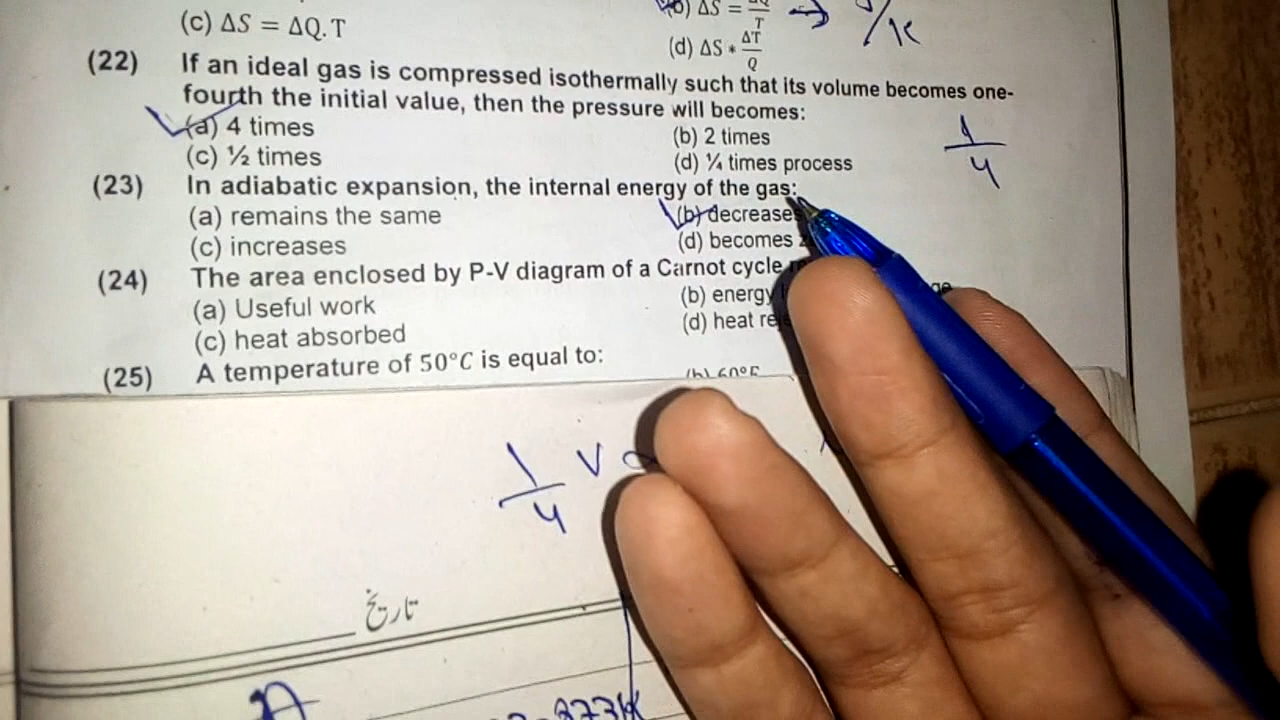 (c) ΔS = ΔQ.T
(b) ΔS = ΔQ/T → J/K
(d) ΔS * ΔT/Q
(22) If an ideal gas is compressed isothermally such that its volume becomes one-
fourth the initial value, then the pressure will becomes:
(a) 4 times
(b) 2 times
1/4
(c) ½ times
(d) ¼ times process
(23) In adiabatic expansion, the internal energy of the gas:
(a) remains the same
(b) decreases
(c) increases
(d) becomes
(24) The area enclosed by P-V diagram of a Carnot cycle
(a) Useful work
(b) energy
(c) heat absorbed
(d) heat
(25) A temperature of 50°C is equal to:
(b) 60°F
1/4 V
تاریخ